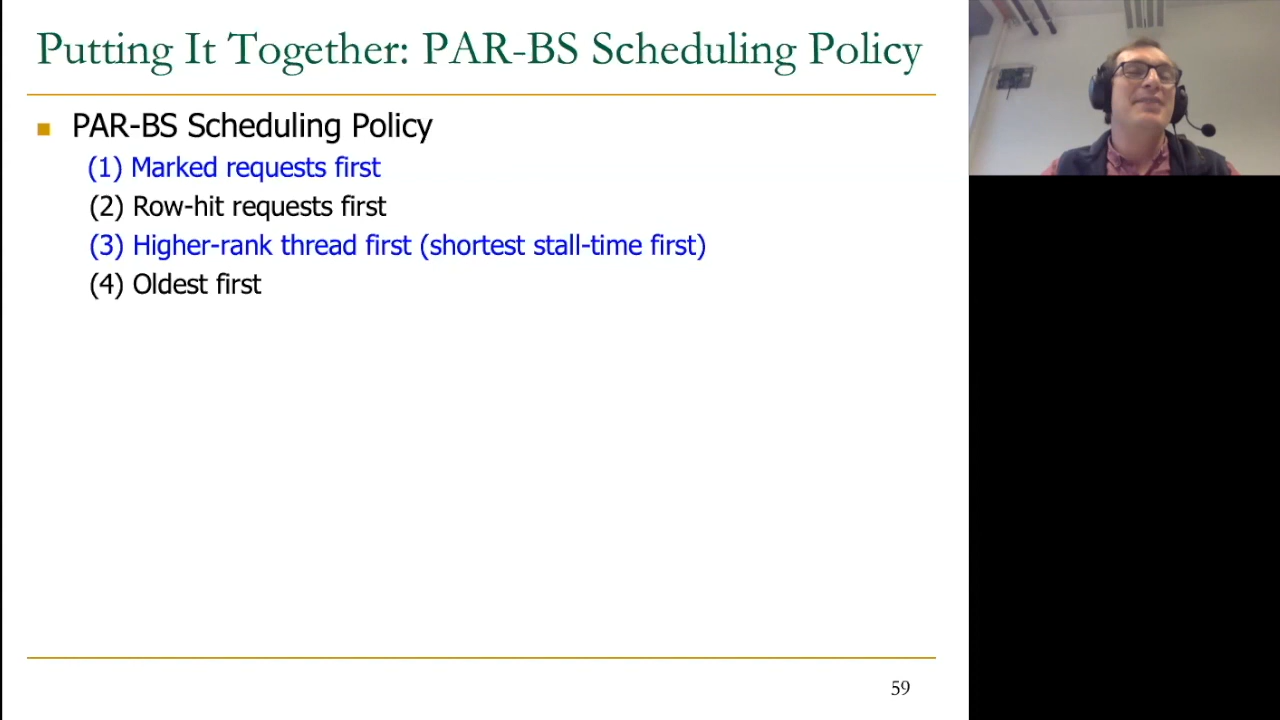 Putting It Together: PAR-BS Scheduling Policy
PAR-BS Scheduling Policy
(1) Marked requests first
(2) Row-hit requests first
(3) Higher-rank thread first (shortest stall-time first)
(4) Oldest first
59